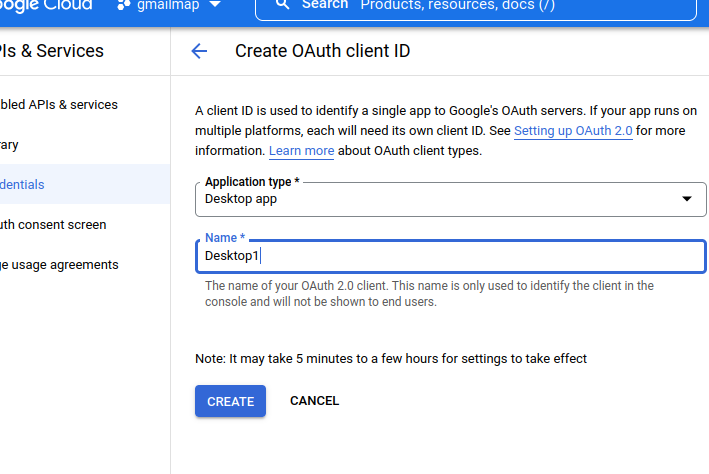 ogle Cloud gmailmap Search Products, resources, docs (/)
PIs & Services
Create OAuth client ID
bled APIs & services
rary
dentials
uth consent screen
ge usage agreements
A client ID is used to identify a single app to Google's OAuth servers. If your app runs on
multiple platforms, each will need its own client ID. See Setting up OAuth 2.0 for more
information. Learn more about OAuth client types.
Application type *
Desktop app
Name *
Desktop1
The name of your OAuth 2.0 client. This name is only used to identify the client in the
console and will not be shown to end users.
Note: It may take 5 minutes to a few hours for settings to take effect
CREATE CANCEL